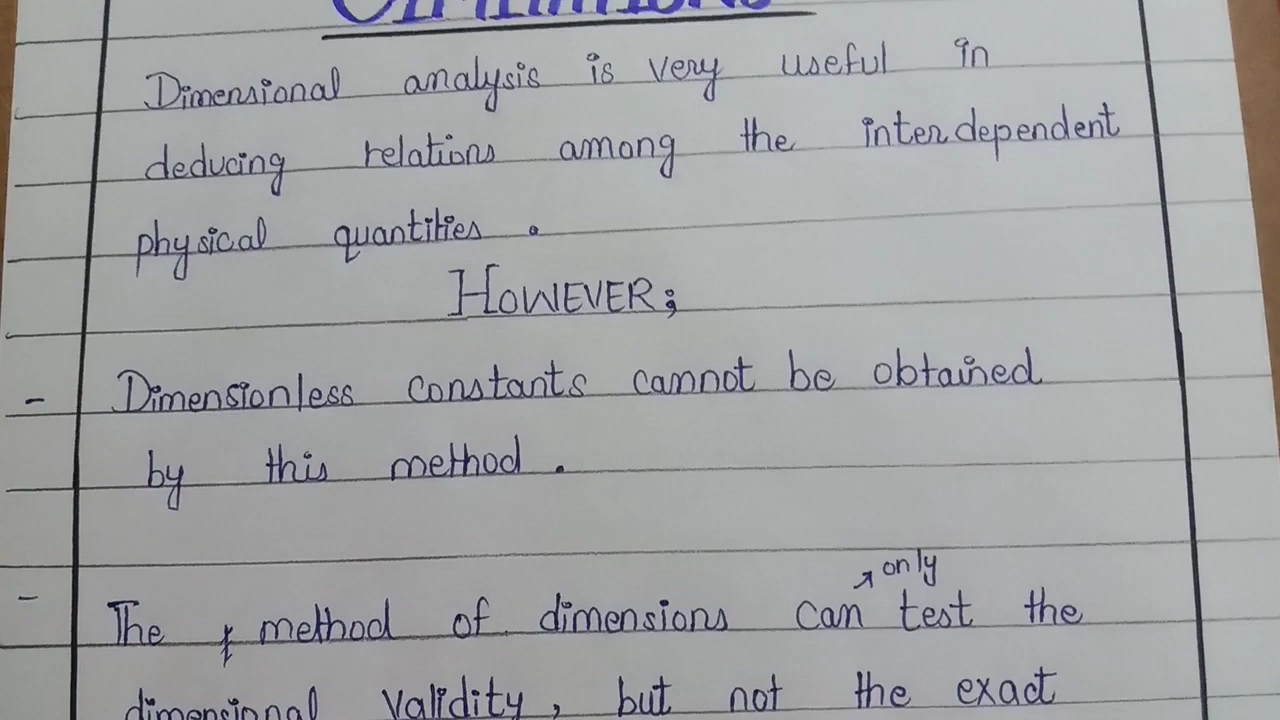 Dimensional analysis is very useful in
deducing relations among the interdependent
physical quantities .
HOWEVER;
- Dimensionless constants cannot be obtained
by this method .
only
- The method of dimensions can test the
dimensional validity, but not the exact